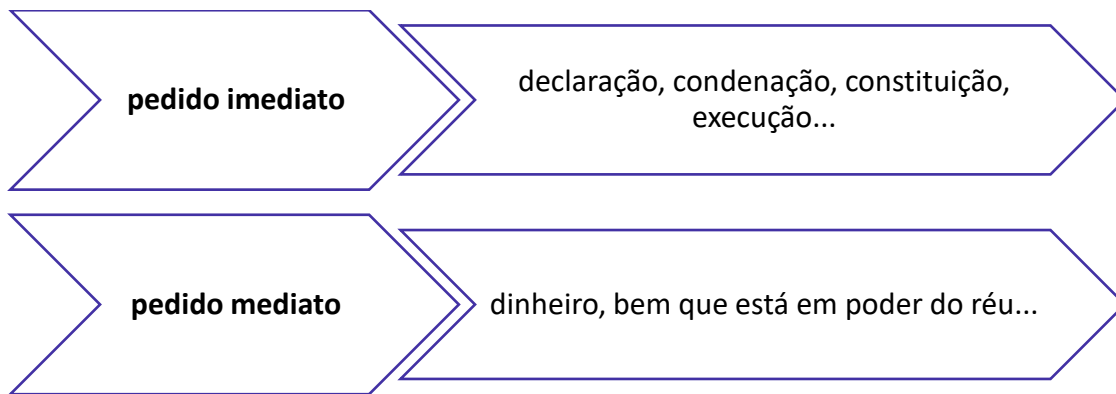 pedido imediato
declaração, condenação, constituição,
execução...
pedido mediato
dinheiro, bem que está em poder do réu...